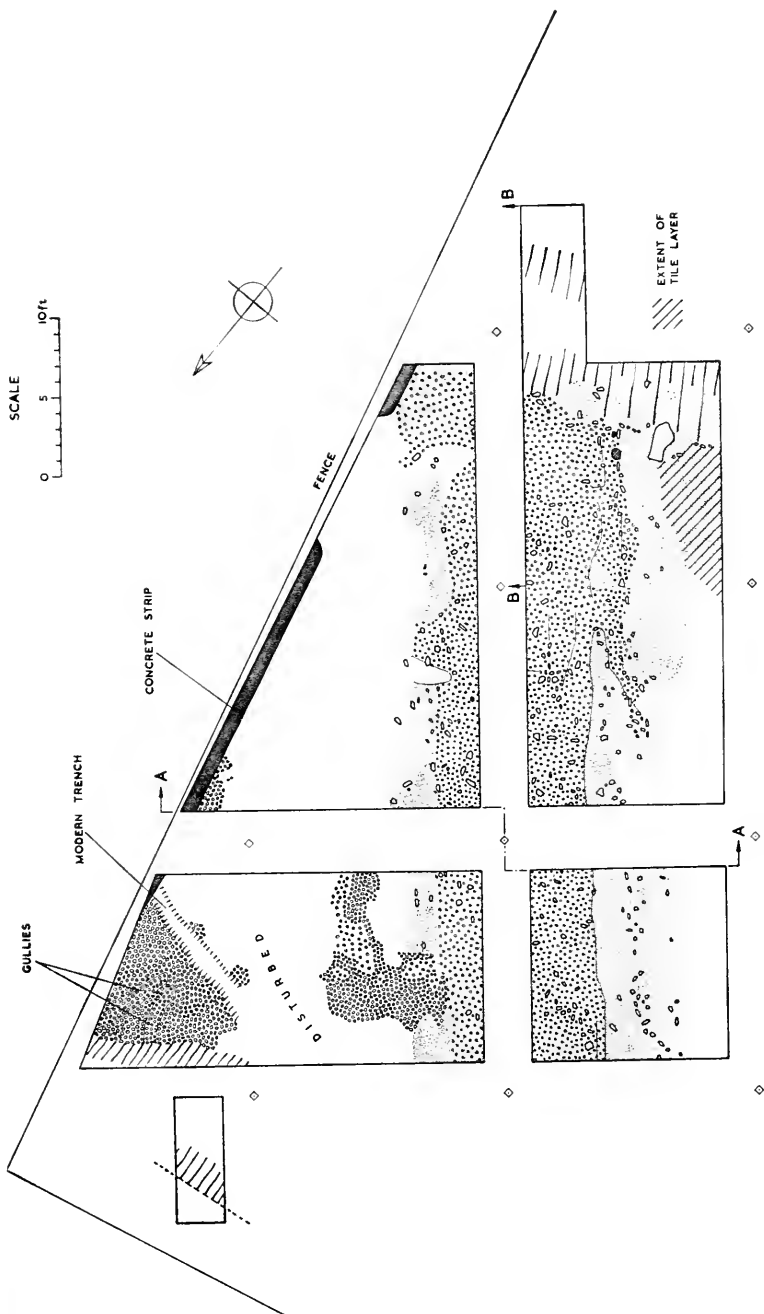 SCALE
0 5 10ft
FENCE
CONCRETE STRIP
MODERN TRENCH
GULLIES
A
DISTURBED
B
B
EXTENT OF
TILE LAYER
A